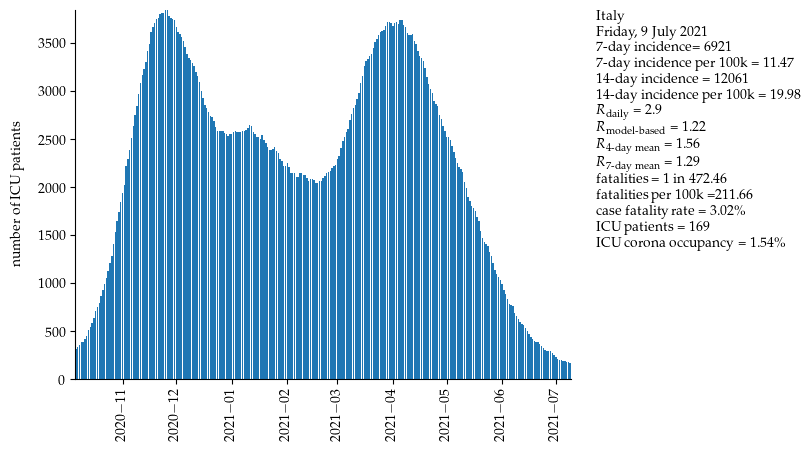 Italy
Friday, 9 July 2021
7-day incidence= 6921
7-day incidence per 100k = 11.47
14-day incidence = 12061
14-day incidence per 100k = 19.98
R daily = 2.9
R model-based = 1.22
R 4-day mean = 1.56
R 7-day mean = 1.29
fatalities = 1 in 472.46
fatalities per 100k =211.66
case fatality rate = 3.02%
ICU patients = 169
ICU corona occupancy = 1.54%
number of ICU patients
3500
3000
2500
2000
1500
1000
500
0
2020−11
2020−12
2021−01
2021−02
2021−03
2021−04
2021−05
2021−06
2021−07